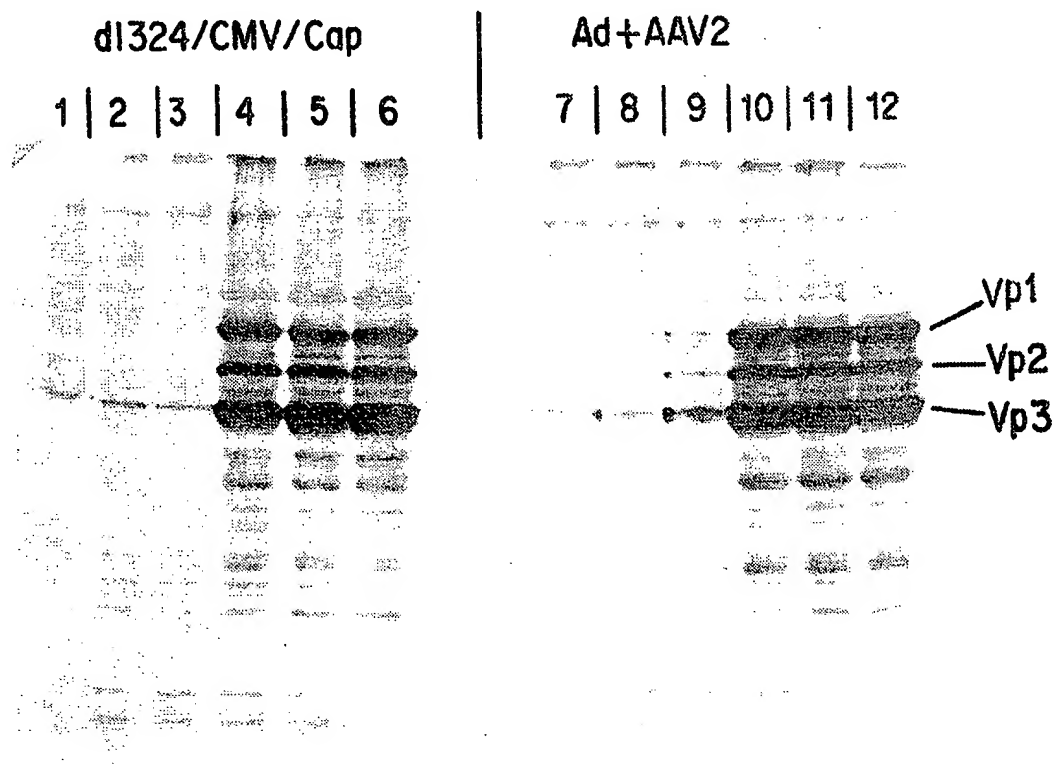 dl324/CMV/Cap | Ad+AAV2
1 | 2 | 3 | 4 | 5 | 6 7 | 8 | 9 | 10 | 11 | 12
Vp1
Vp2
Vp3